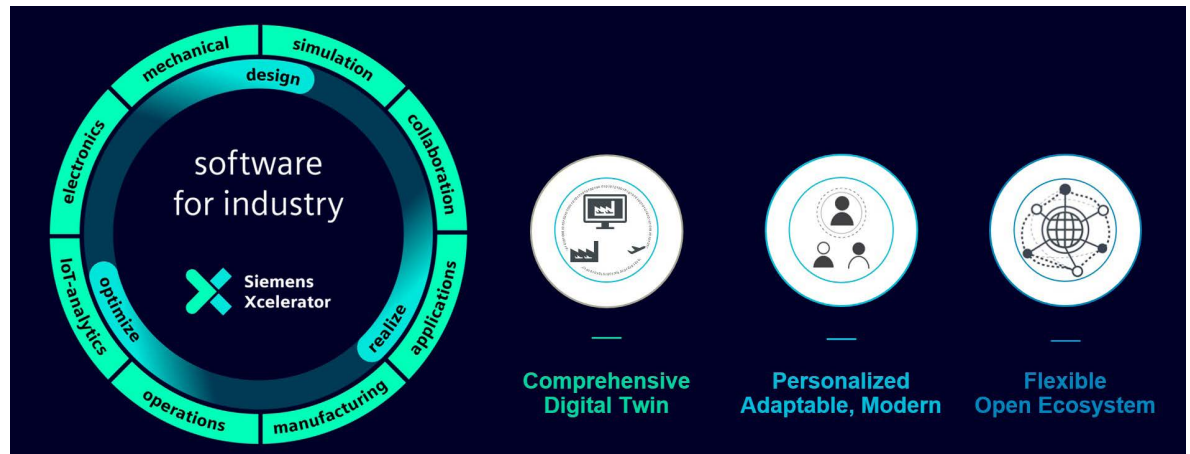 mechanical
simulation
collaboration
applications
manufacturing
operations
IoT-analytics
electronics
design
realize
optimize
software
for industry
Siemens
Xcelerator
Comprehensive
Digital Twin
Personalized
Adaptable, Modern
Flexible
Open Ecosystem